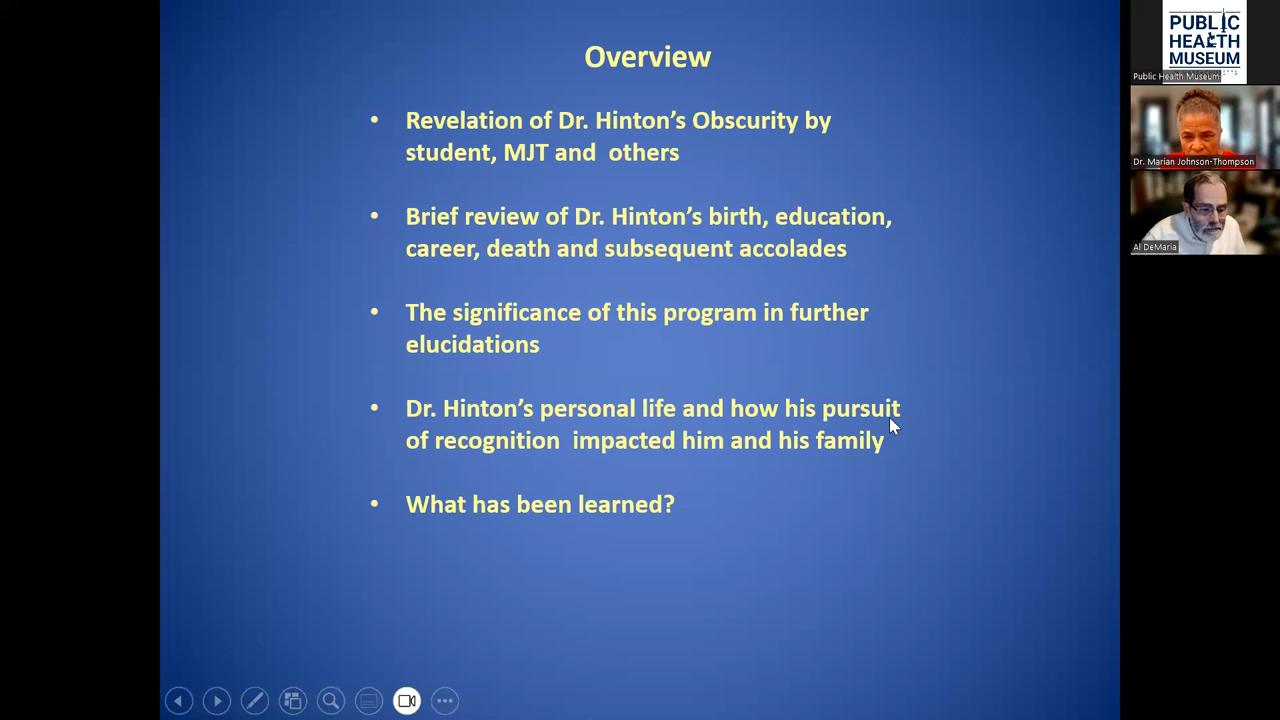 Overview
• Revelation of Dr. Hinton's Obscurity by
student, MJT and  others
• Brief review of Dr. Hinton's birth, education,
career, death and subsequent accolades
• The significance of this program in further
elucidations
• Dr. Hinton's personal life and how his pursuit
of recognition  impacted him and his family
• What has been learned?
PUBLIC
HEALTH
MUSEUM
Public Health Museum
Dr. Marian Johnson-Thompson
Al DeMaria